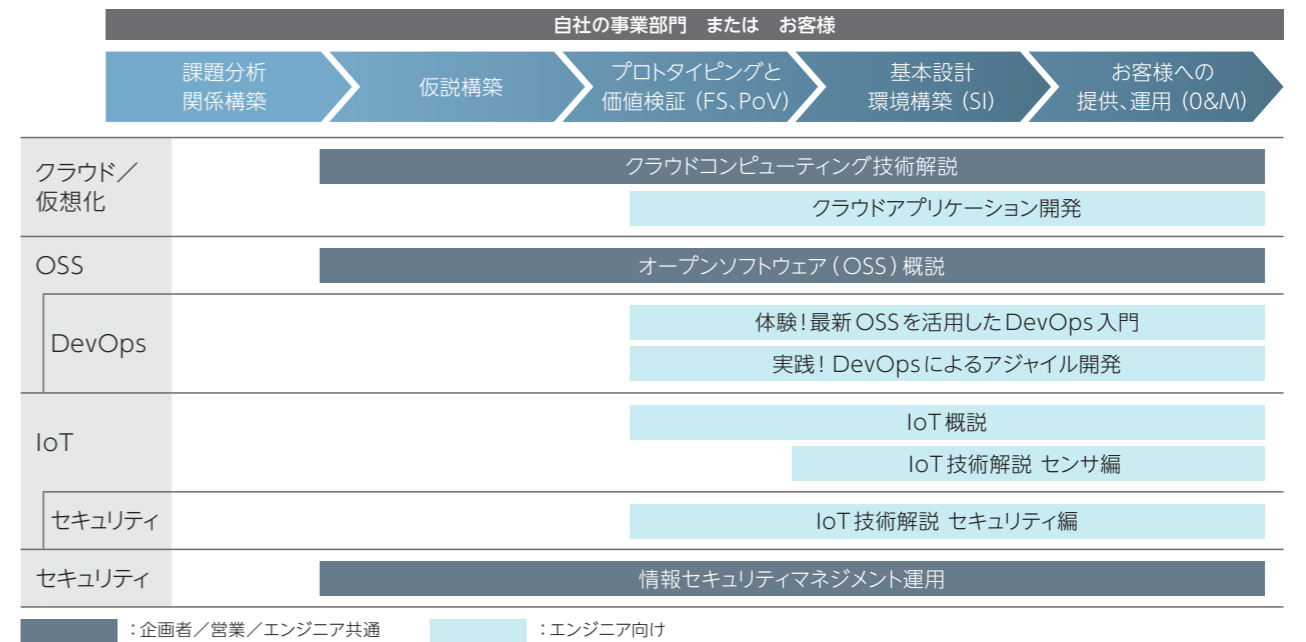 自社の事業部門 または お客様
課題分析
関係構築
仮説構築
プロトタイピングと
価値検証（FS、PoV）
基本設計
環境構築（SI）
お客様への
提供、運用（O&M）
クラウド／
仮想化
クラウドコンピューティング技術解説
クラウドアプリケーション開発
OSS
オープンソフトウェア（OSS）概説
DevOps
体験！最新OSSを活用したDevOps入門
実践！DevOpsによるアジャイル開発
IoT
IoT概説
IoT技術解説 センサ編
セキュリティ
IoT技術解説 セキュリティ編
セキュリティ
情報セキュリティマネジメント運用
：企画者／営業／エンジニア共通
：エンジニア向け